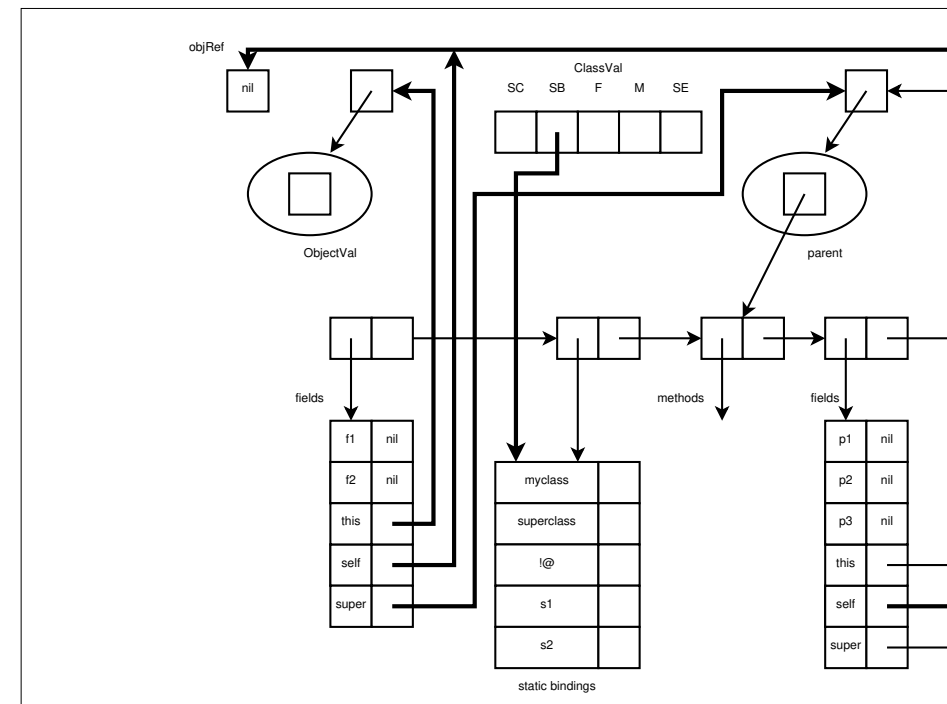 objRef
nil
ClassVal
SC SB F M SE
ObjectVal
parent
fields
methods
fields
f1 nil
f2 nil
this
self
super
myclass
superclass
!@
s1
s2
static bindings
p1 nil
p2 nil
p3 nil
this
self
super